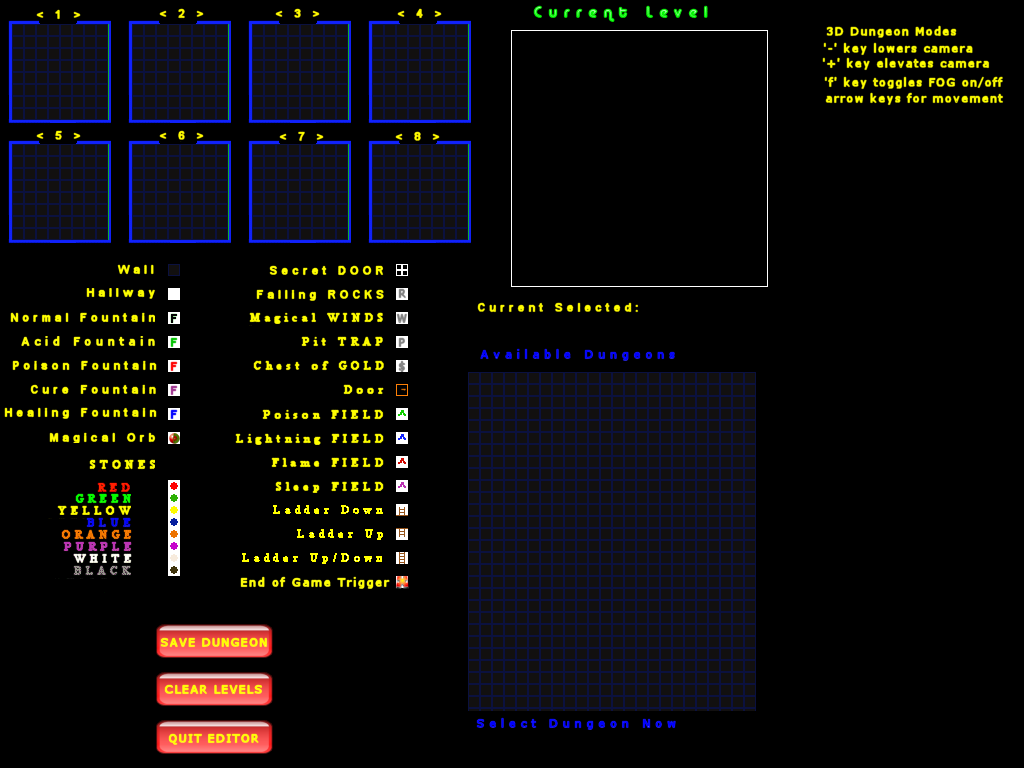 < 1 > < 2 > < 3 > < 4 >
< 5 > < 6 > < 7 > < 8 >
Wall
Hallway
Normal Fountain F
Acid Fountain F
Poison Fountain F
Cure Fountain F
Healing Fountain F
Magical Orb
STONES
RED
GREEN
YELLOW
BLUE
ORANGE
PURPLE
WHITE
BLACK
Secret DOOR
Falling ROCKS R
Magical WINDS W
Pit TRAP P
Chest of GOLD $
Door
Poison FIELD
Lightning FIELD
Flame FIELD
Sleep FIELD
Ladder Down
Ladder Up
Ladder Up/Down
End of Game Trigger
SAVE DUNGEON
CLEAR LEVELS
QUIT EDITOR
Current Level
Current Selected:
Available Dungeons
Select Dungeon Now
3D Dungeon Modes
'-' key lowers camera
'+' key elevates camera
'f' key toggles FOG on/off
arrow keys for movement